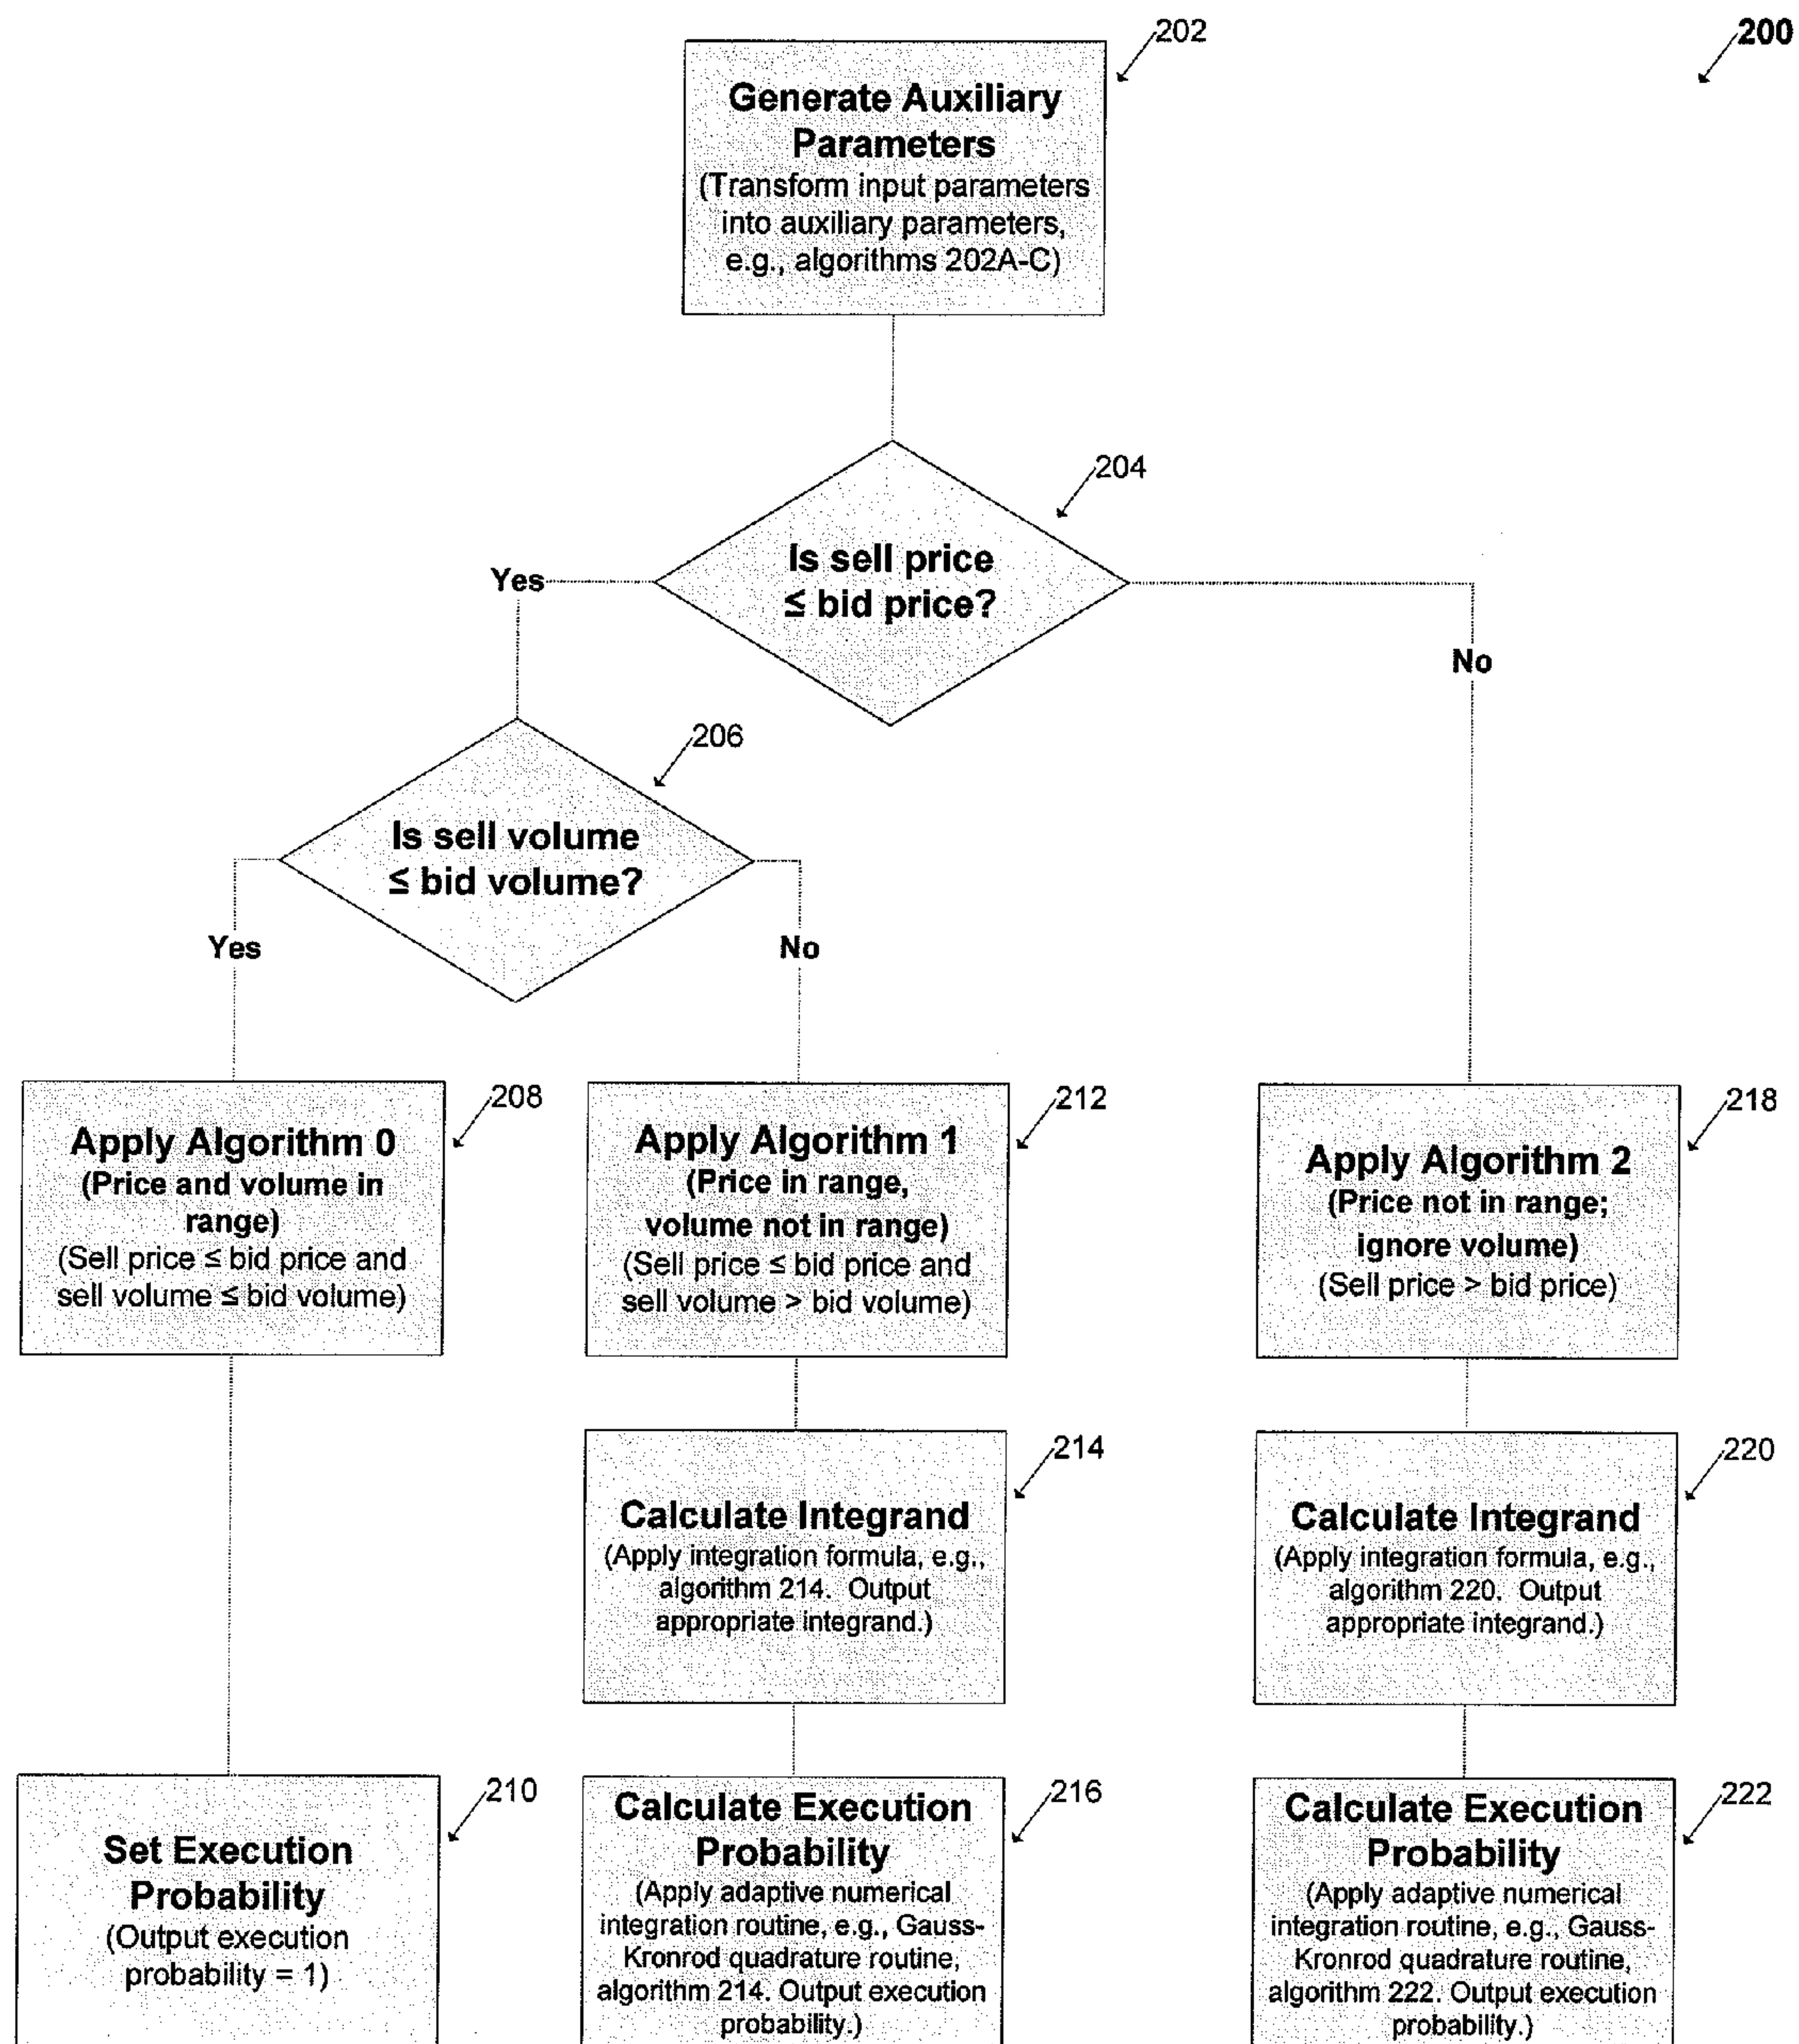 200
202
Generate Auxiliary
Parameters
(Transform input parameters
into auxiliary parameters,
e.g., algorithms 202A-C)
204
Is sell price
≤ bid price?
Yes
No
206
Is sell volume
≤ bid volume?
Yes
No
208
Apply Algorithm 0
(Price and volume in
range)
(Sell price ≤ bid price and
sell volume ≤ bid volume)
212
Apply Algorithm 1
(Price in range,
volume not in range)
(Sell price ≤ bid price and
sell volume > bid volume)
218
Apply Algorithm 2
(Price not in range;
ignore volume)
(Sell price > bid price)
214
Calculate Integrand
(Apply integration formula, e.g.,
algorithm 214. Output
appropriate integrand.)
220
Calculate Integrand
(Apply integration formula, e.g.,
algorithm 220. Output
appropriate integrand.)
210
Set Execution
Probability
(Output execution
probability = 1)
216
Calculate Execution
Probability
(Apply adaptive numerical
integration routine, e.g., Gauss-
Kronrod quadrature routine,
algorithm 214. Output execution
probability.)
222
Calculate Execution
Probability
(Apply adaptive numerical
integration routine, e.g., Gauss-
Kronrod quadrature routine,
algorithm 222. Output execution
probability.)